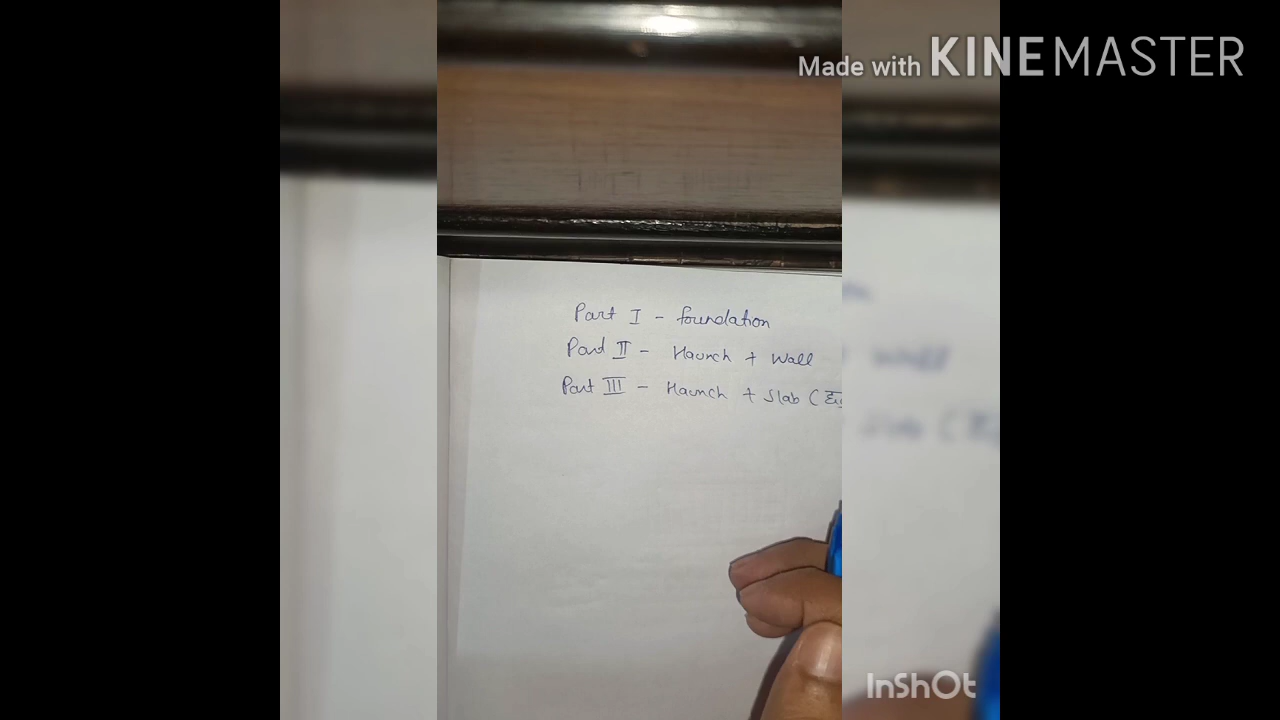 Made with KINEMASTER
Part I - foundation
Part II - Haunch + Wall
Part III - Haunch + Slab (
InShOt